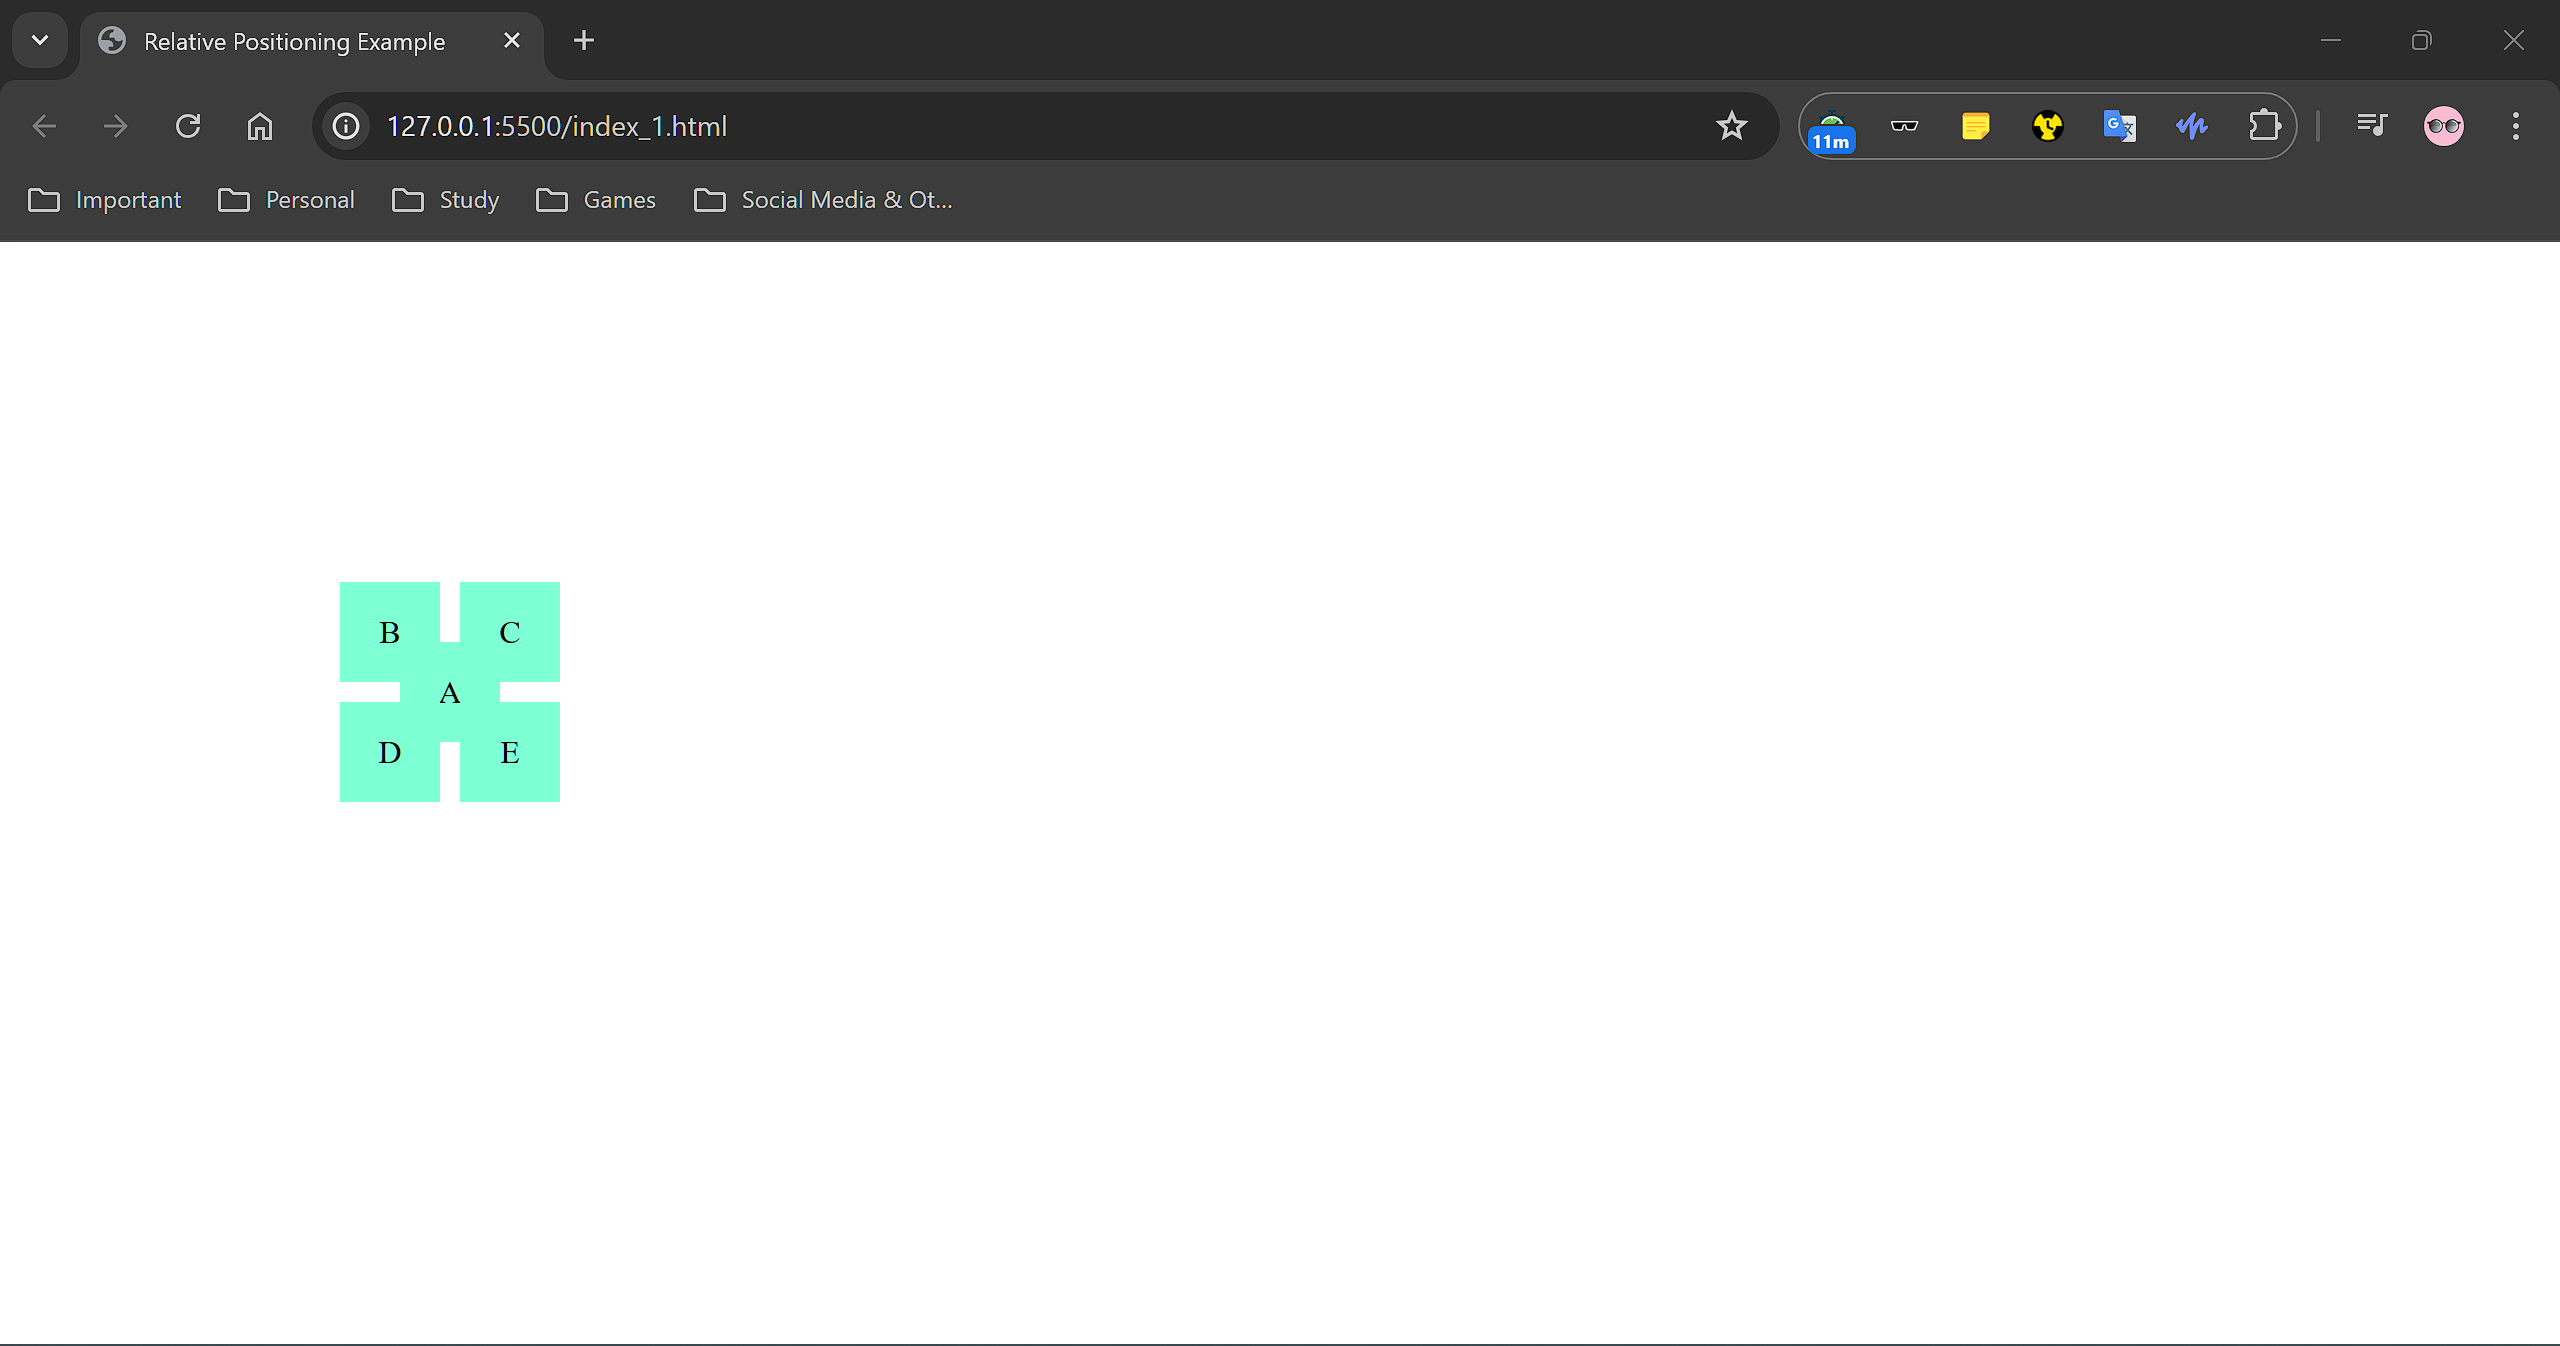 Relative Positioning Example
127.0.0.1:5500/index_1.html
11m
Important Personal Study Games Social Media & Ot...
B C
A
D E